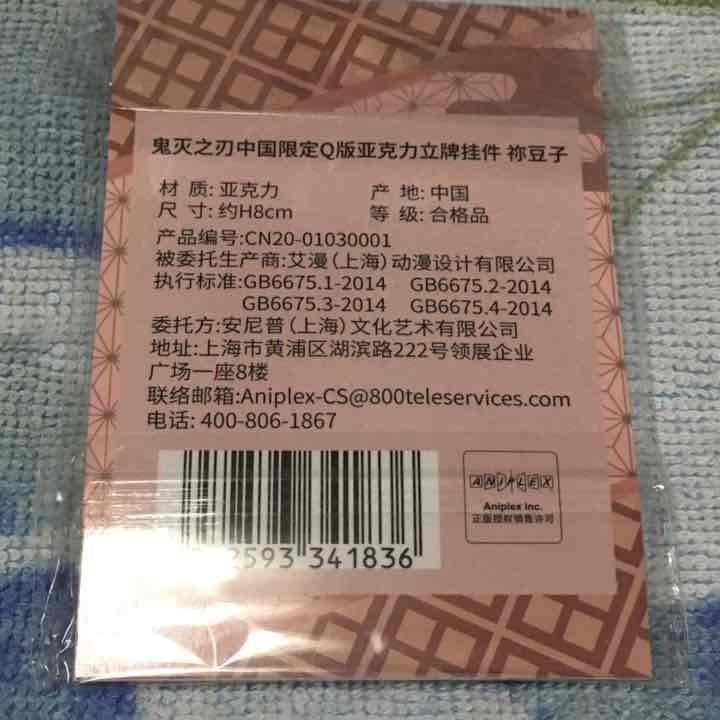 鬼灭之刃中国限定Q版亚克力立牌挂件 祢豆子
材 质: 亚克力 产 地: 中国
尺 寸: 约H8cm 等 级: 合格品
产品编号:CN20-01030001
被委托生产商:艾漫(上海)动漫设计有限公司
执行标准:GB6675.1-2014 GB6675.2-2014
GB6675.3-2014 GB6675.4-2014
委托方:安尼普(上海)文化艺术有限公司
地址:上海市黄浦区湖滨路222号领展企业
广场一座8楼
联络邮箱:Aniplex-CS@800teleservices.com
电话: 400-806-1867
341836
ANIPLEX
Aniplex Inc.
正版授权销售许可